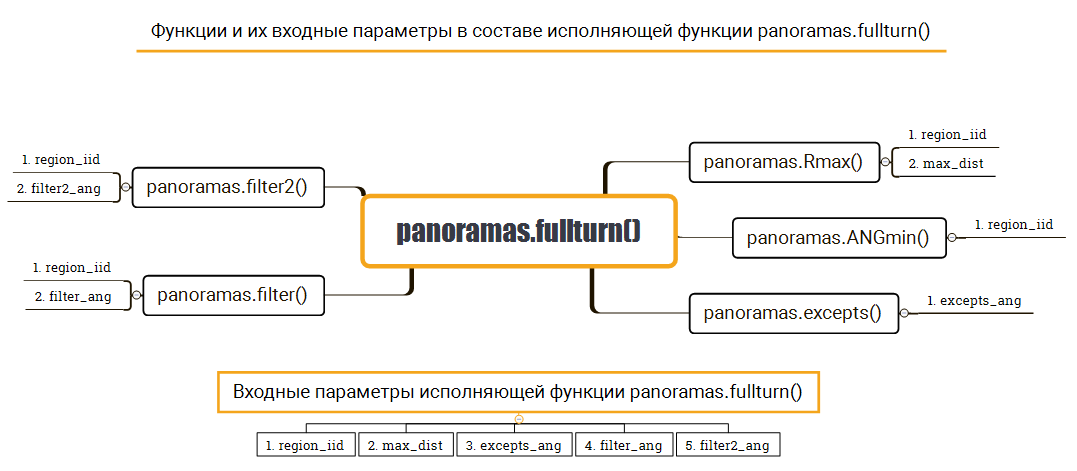 Функции и их входные параметры в составе исполняющей функции panoramas.fullturn()
1. region_iid
2. filter2_ang
panoramas.filter2()
1. region_iid
2. filter_ang
panoramas.filter()
panoramas.fullturn()
panoramas.Rmax()
1. region_iid
2. max_dist
panoramas.ANGmin()
1. region_iid
panoramas.excepts()
1. excepts_ang
Входные параметры исполняющей функции panoramas.fullturn()
1. region_iid
2. max_dist
3. excepts_ang
4. filter_ang
5. filter2_ang